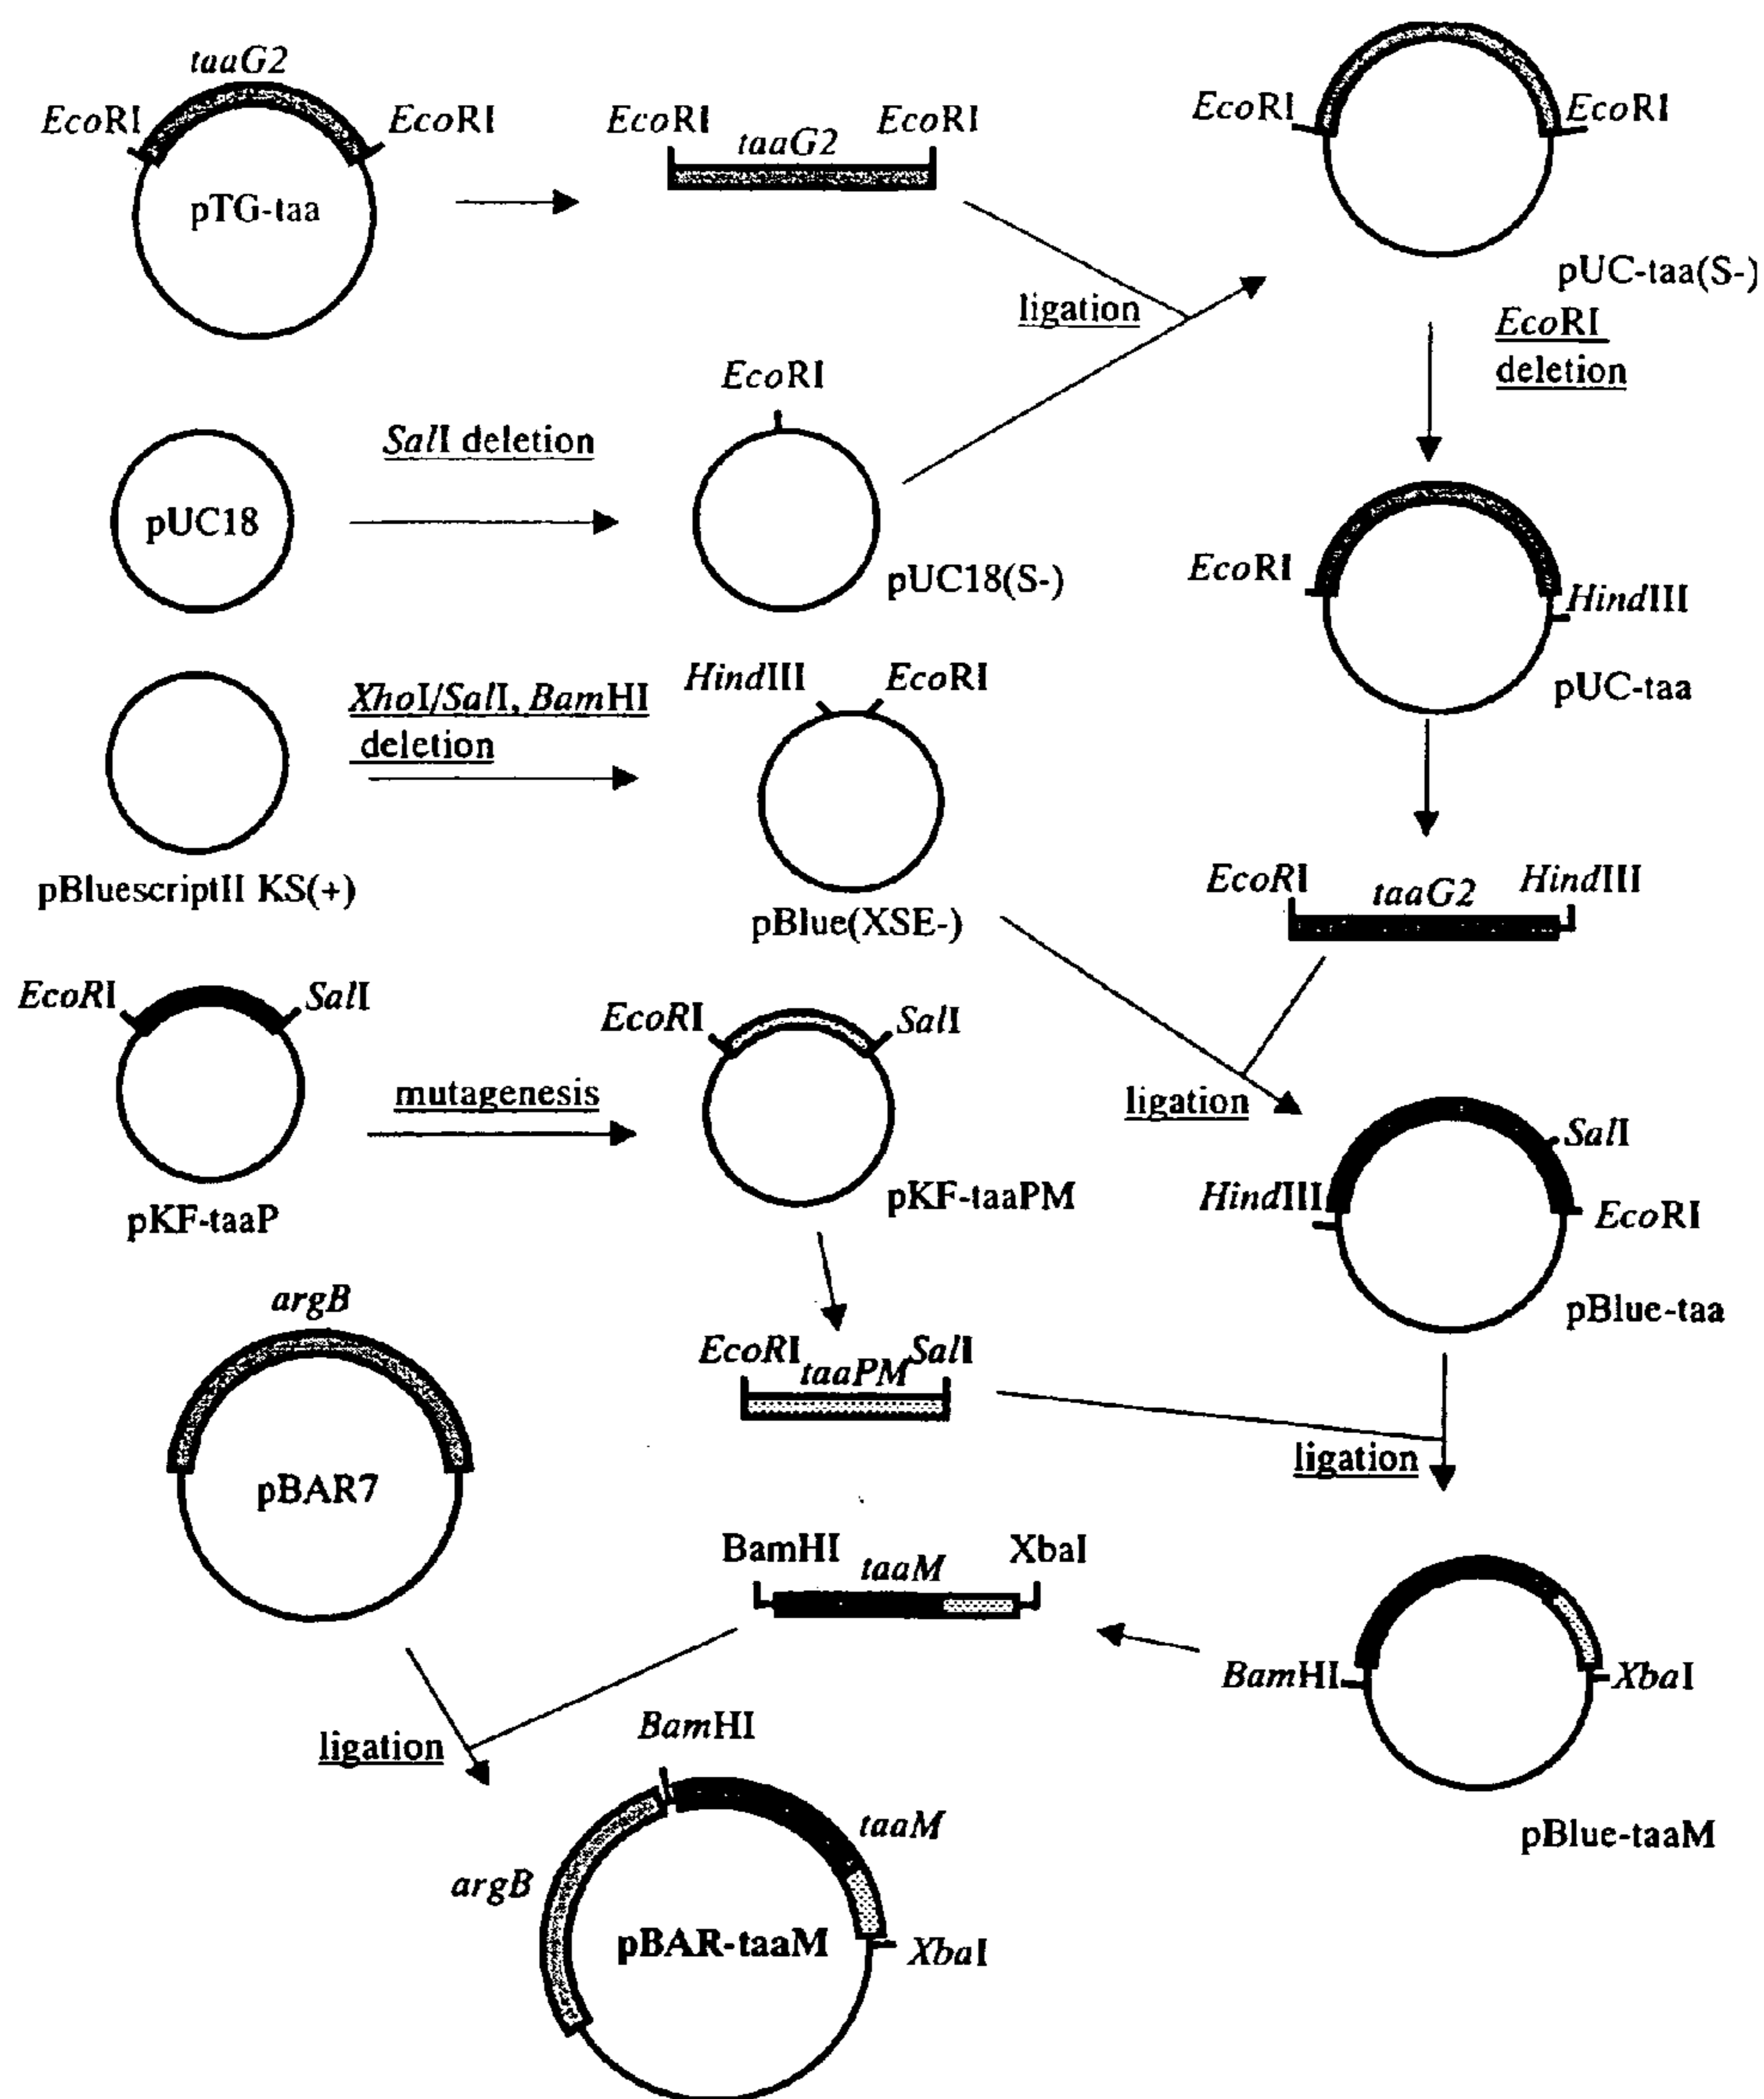 taaG2
EcoRI
EcoRI
pTG-taa
EcoRI
EcoRI
taaG2
EcoRI
EcoRI
pUC-taa(S-)
ligation
EcoRI
deletion
pUC18
SalI deletion
EcoRI
pUC18(S-)
EcoRI
HindIII
pUC-taa
XhoI/SalI, BamHI
deletion
HindIII
EcoRI
pBluescriptII KS(+)
pBlue(XSE-)
EcoRI
taaG2
HindIII
EcoRI
SalI
pKF-taaP
mutagenesis
EcoRI
SalI
pKF-taaPM
ligation
SalI
HindIII
EcoRI
pBlue-taa
argB
pBAR7
EcoRI
taaPM
SalI
ligation
BamHI
taaM
XbaI
BamHI
XbaI
pBlue-taaM
ligation
BamHI
taaM
argB
pBAR-taaM
XbaI